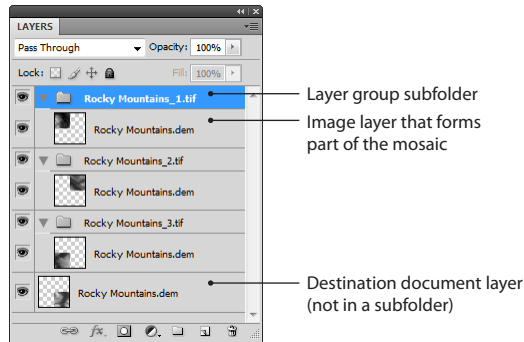 LAYERS
Pass Through Opacity: 100%
Lock: Fill: 100%
Rocky Mountains_1.tif
Rocky Mountains.dem
Rocky Mountains_2.tif
Rocky Mountains.dem
Rocky Mountains_3.tif
Rocky Mountains.dem
Rocky Mountains.dem
fx.
Layer group subfolder
Image layer that forms
part of the mosaic
Destination document layer
(not in a subfolder)